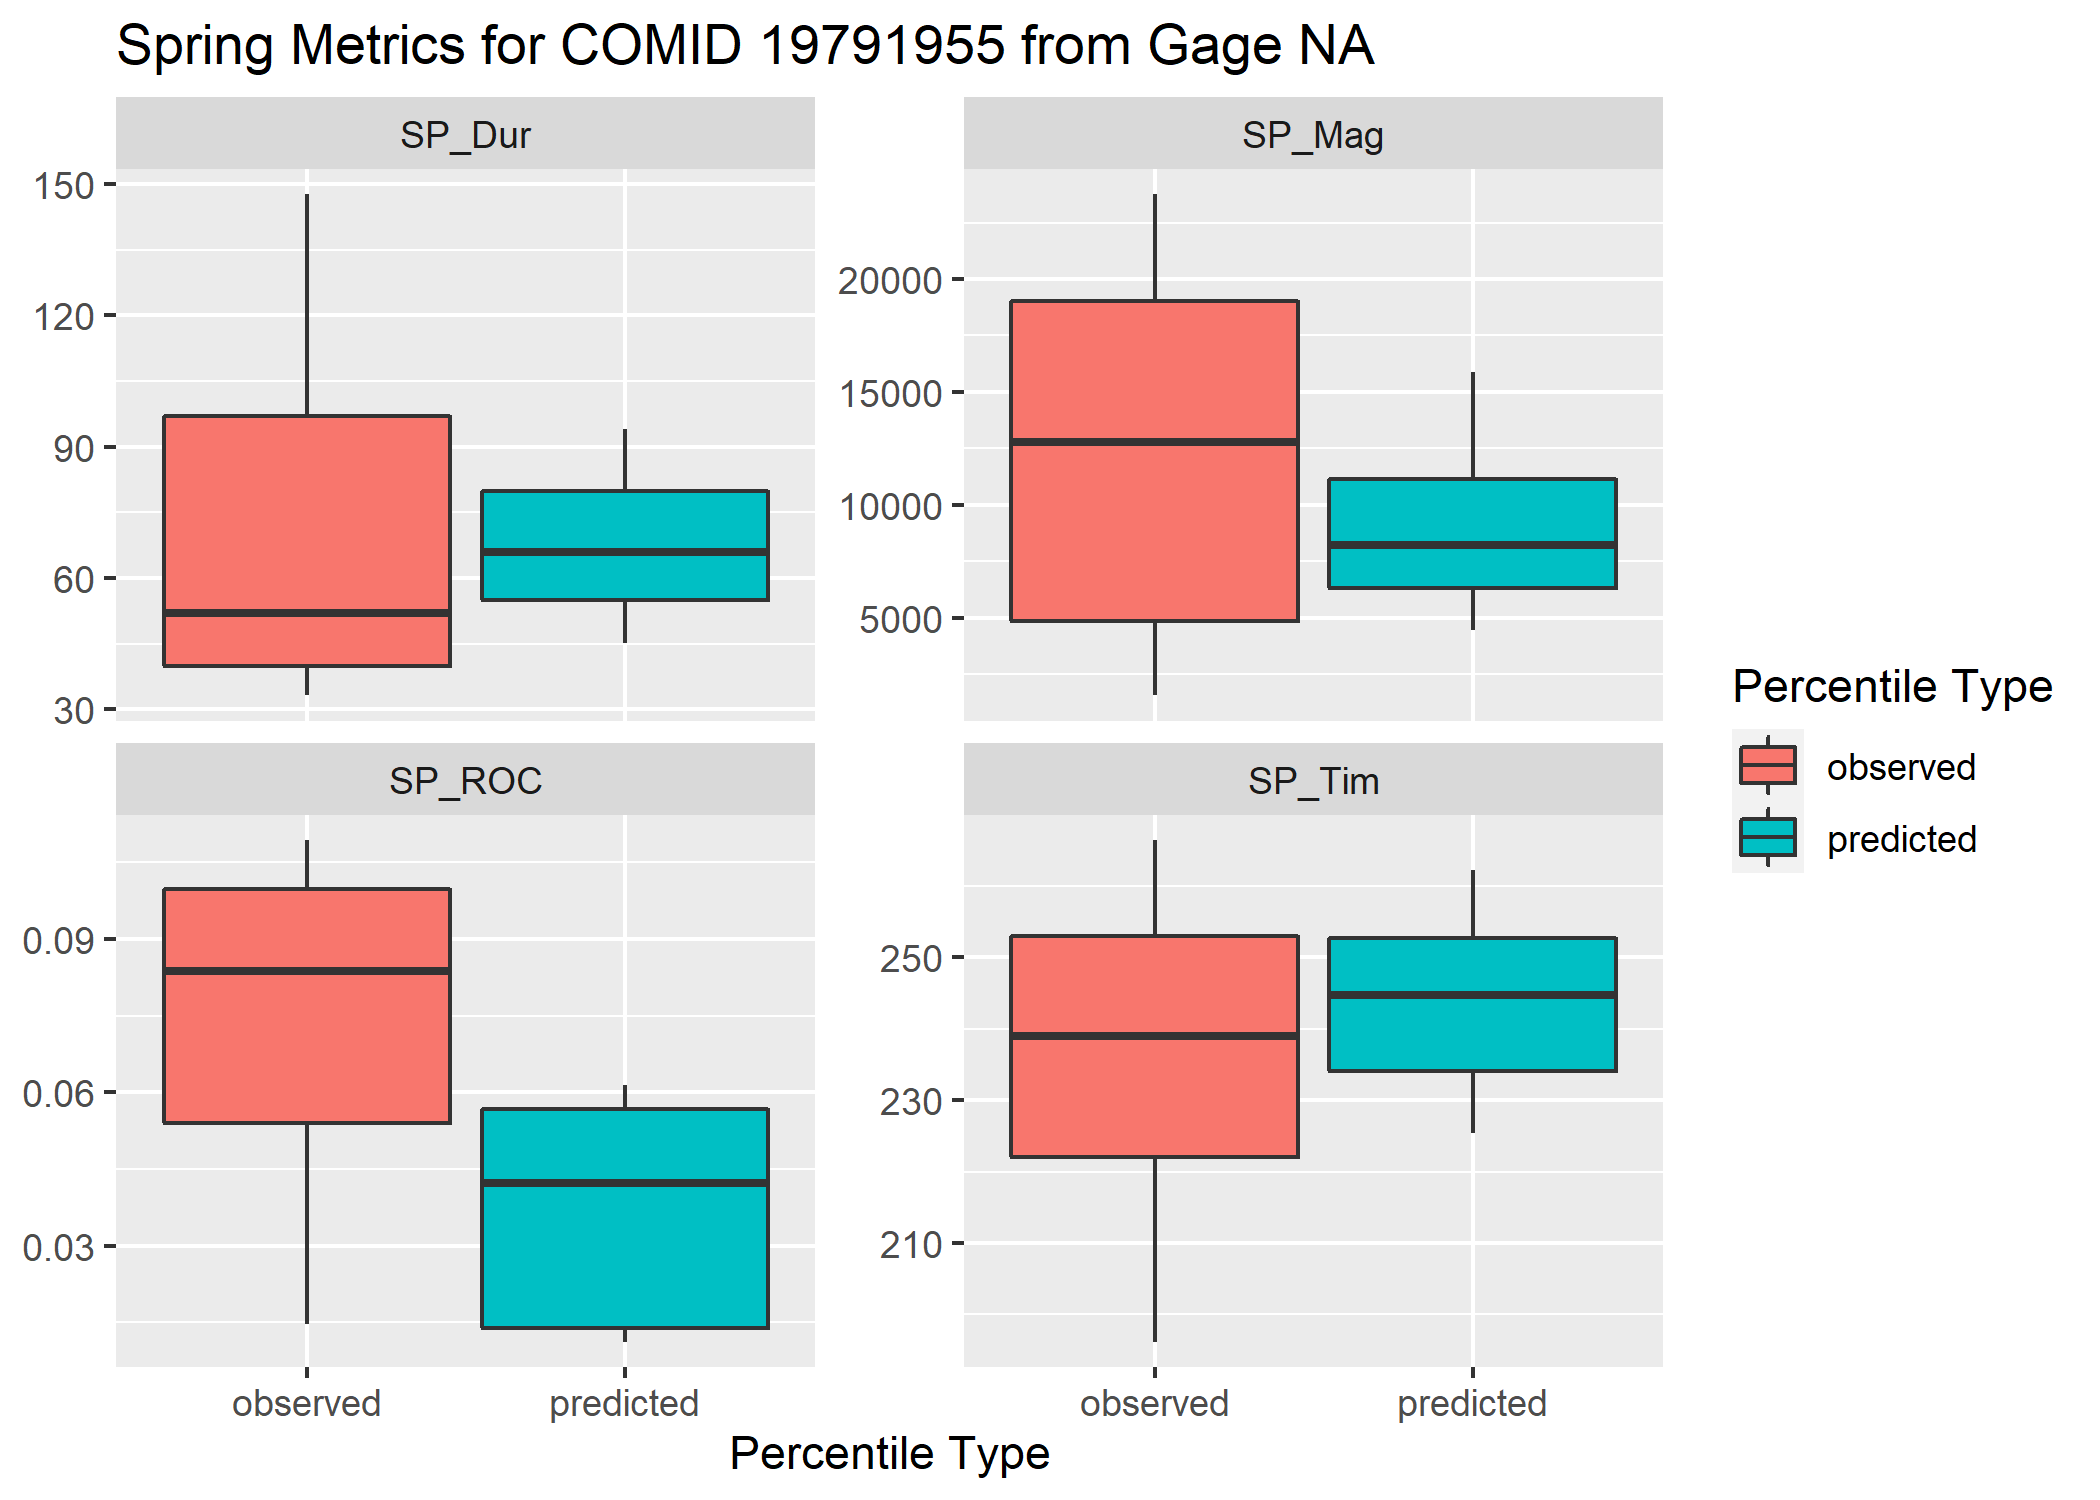 Spring Metrics for COMID 19791955 from Gage NA
SP_Dur
SP_Mag
150
120
90
60
30
20000
15000
10000
5000
SP_ROC
SP_Tim
0.09
0.06
0.03
250
230
210
observed
predicted
observed
predicted
Percentile Type
Percentile Type
observed
predicted